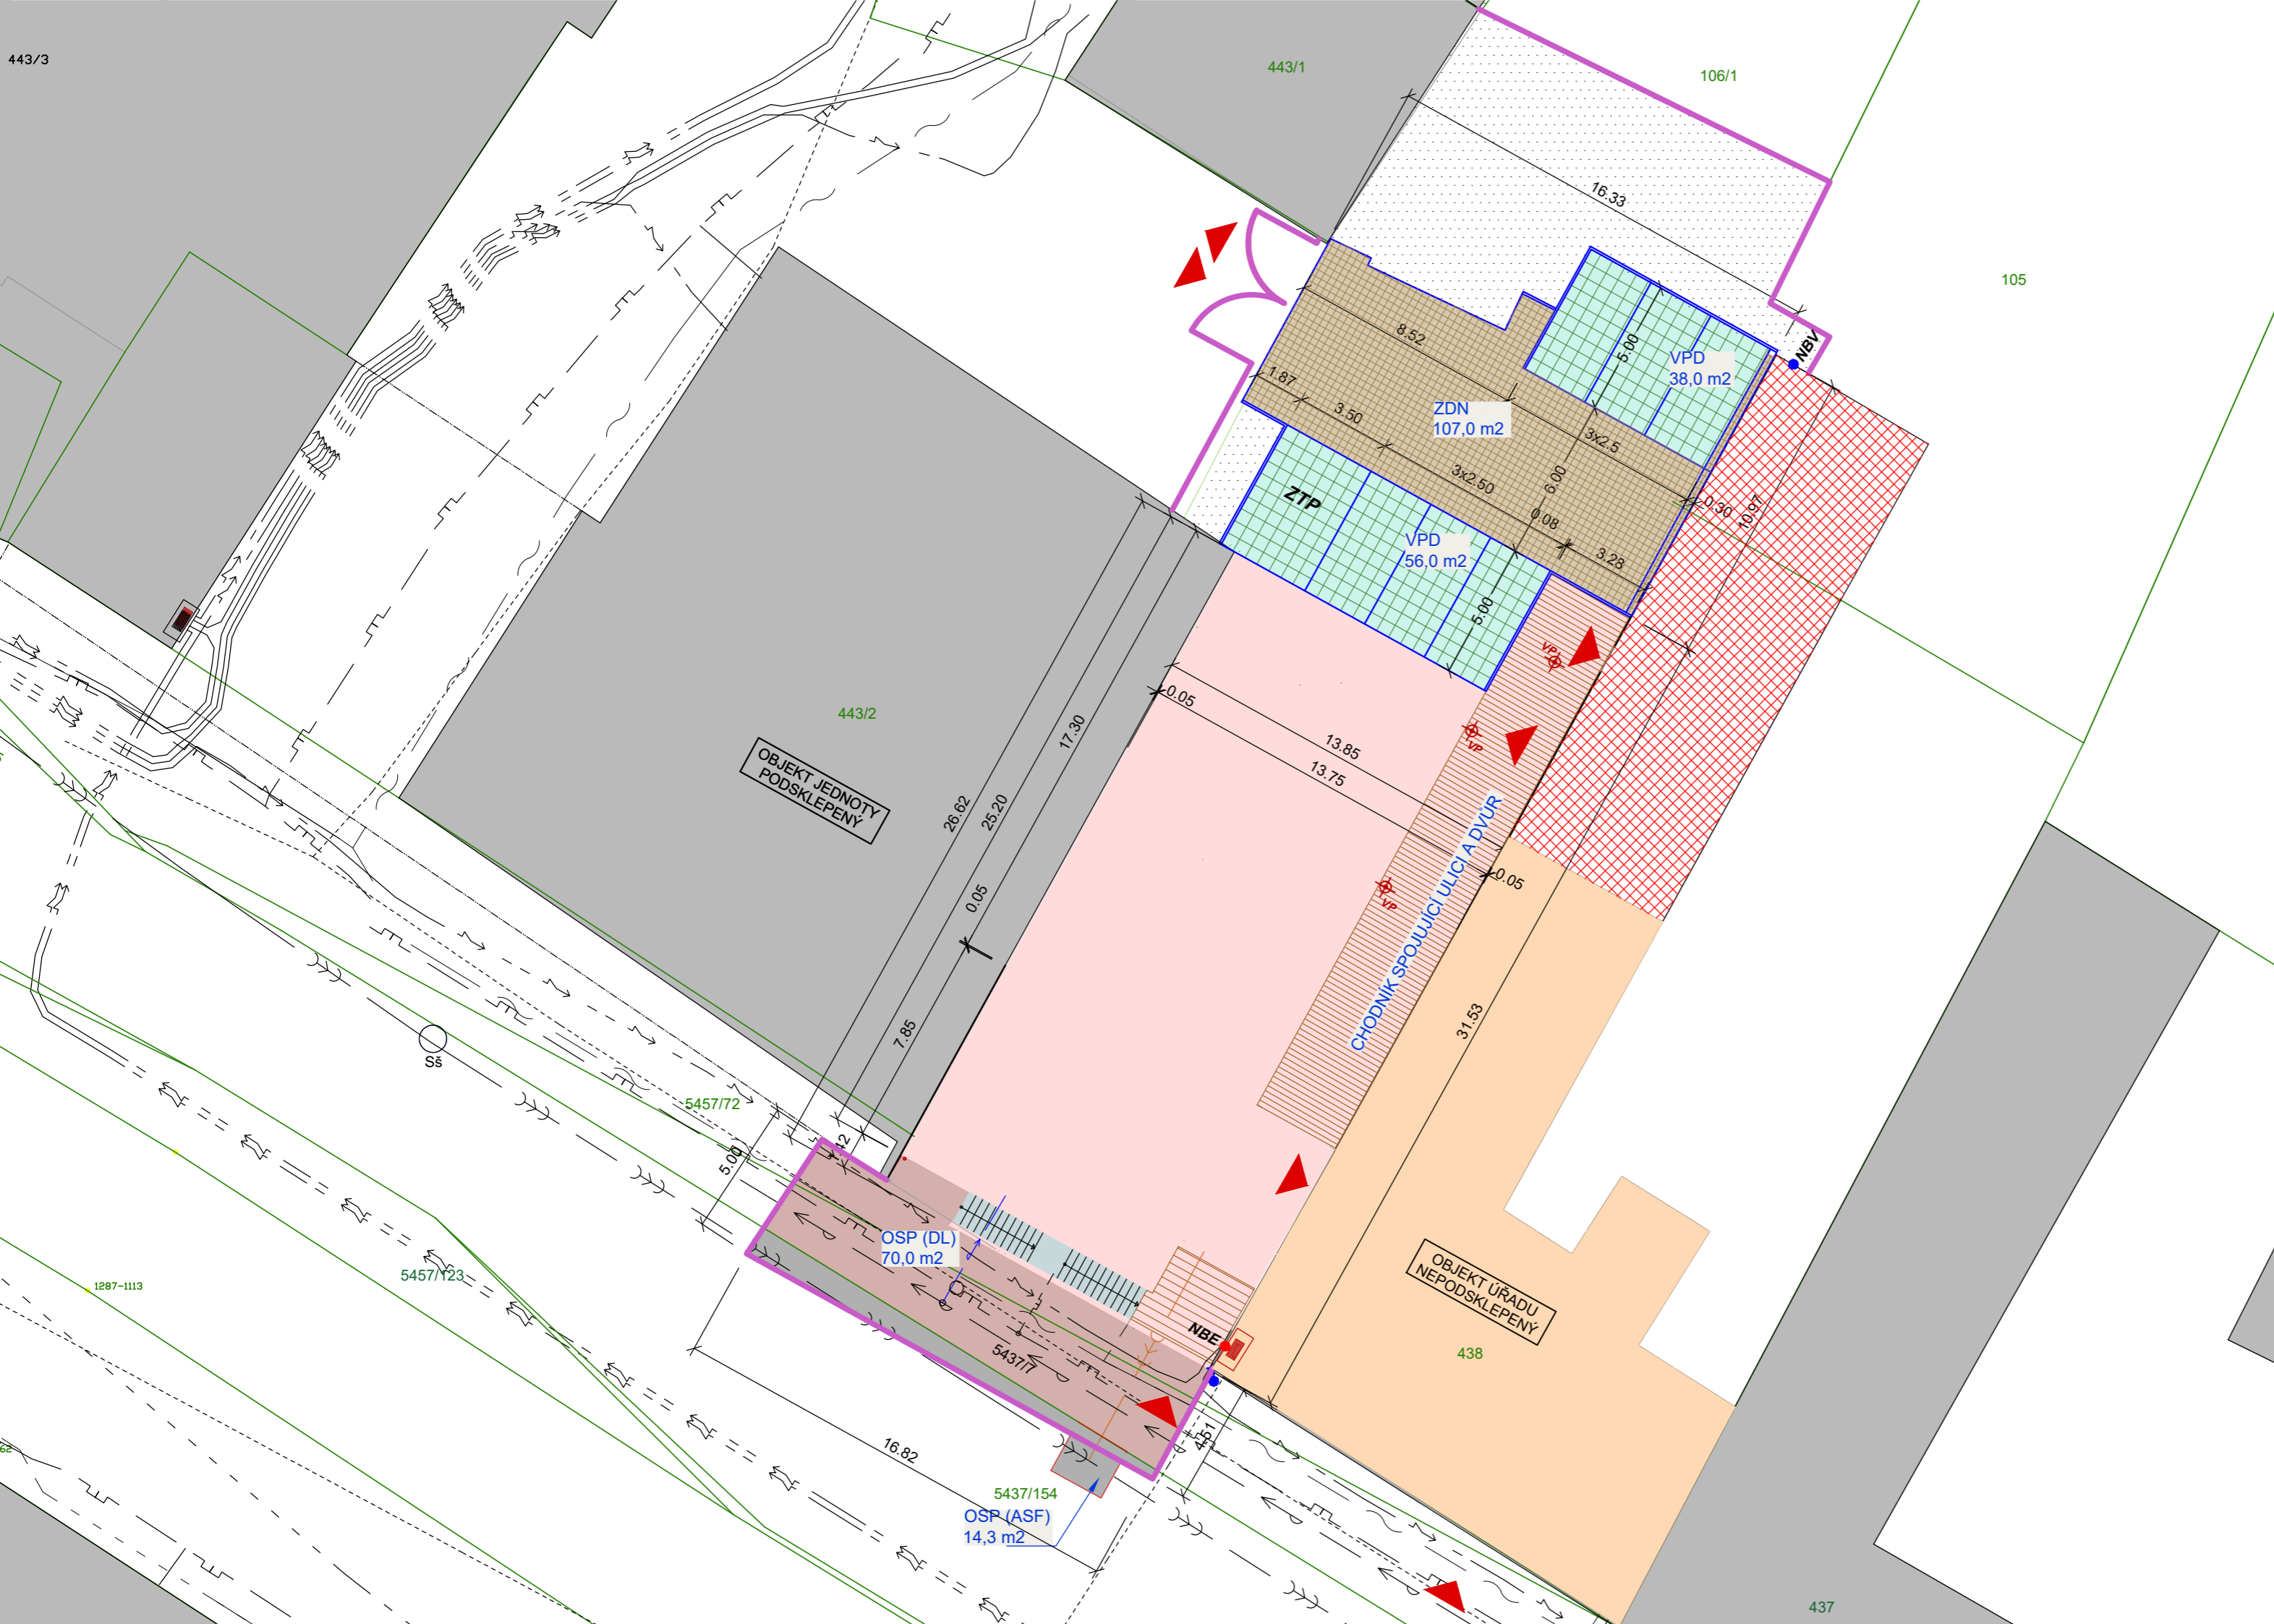 443/3
443/1
106/1
16.33
105
NBV
8.52
5.00
VPD
38,0 m2
1.87
3.50
ZDN
107,0 m2
3x2.5
3x2.50
6.00
ZTP
0.08
0.30
10.97
VPD
56,0 m2
3.28
5.00
VP
0.05
443/2
17.30
13.85
VP
13.75
OBJEKT JEDNOTY
PODSKLEPENÝ
26.62
25.20
0.05
0.05
VP
CHODNÍK SPOJUJÍCÍ ULICI A DVŮR
7.85
31.53
Sš
5457/72
5.00
OSP (DL)
70,0 m2
5457/123
1287-1113
OBJEKT ÚŘADU
NEPODSKLEPENÝ
NBE
5437/7
438
16.82
4.51
5437/154
OSP (ASF)
14,3 m2
437